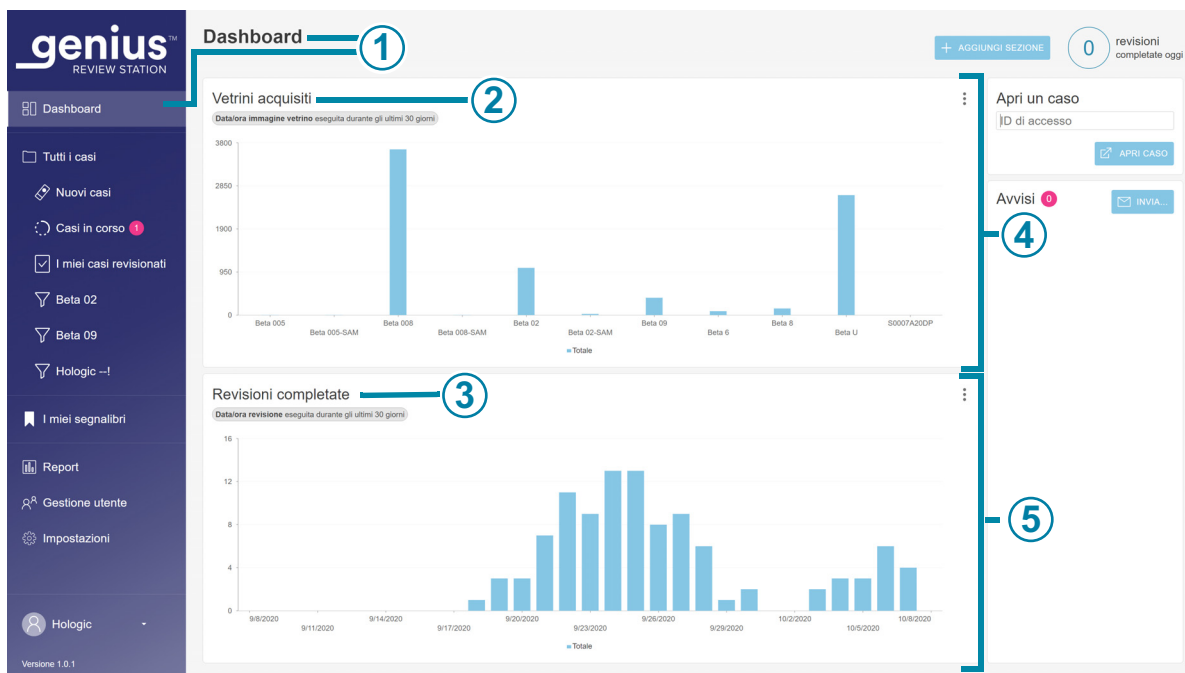 genius™
REVIEW STATION
Dashboard
Tutti i casi
Nuovi casi
Casi in corso 1
I miei casi revisionati
Beta 02
Beta 09
Hologic --!
I miei segnalibri
Report
Gestione utente
Impostazioni
Hologic
Versione 1.0.1
Dashboard
1
+ AGGIUNGI SEZIONE
0
revisioni
completate oggi
Vetrini acquisiti
2
Data/ora immagine vetrino eseguita durante gli ultimi 30 giorni
3800
2850
1900
950
0
Beta 005
Beta 005-SAM
Beta 008
Beta 008-SAM
Beta 02
Beta 02-SAM
Beta 09
Beta 6
Beta 8
Beta U
S0007A20DP
Totale
4
Apri un caso
ID di accesso
APRI CASO
Avvisi 0
INVIA...
Revisioni completate
3
Data/ora revisione eseguita durante gli ultimi 30 giorni
16
12
8
4
0
9/8/2020
9/11/2020
9/14/2020
9/17/2020
9/20/2020
9/23/2020
9/26/2020
9/29/2020
10/2/2020
10/5/2020
10/8/2020
Totale
5